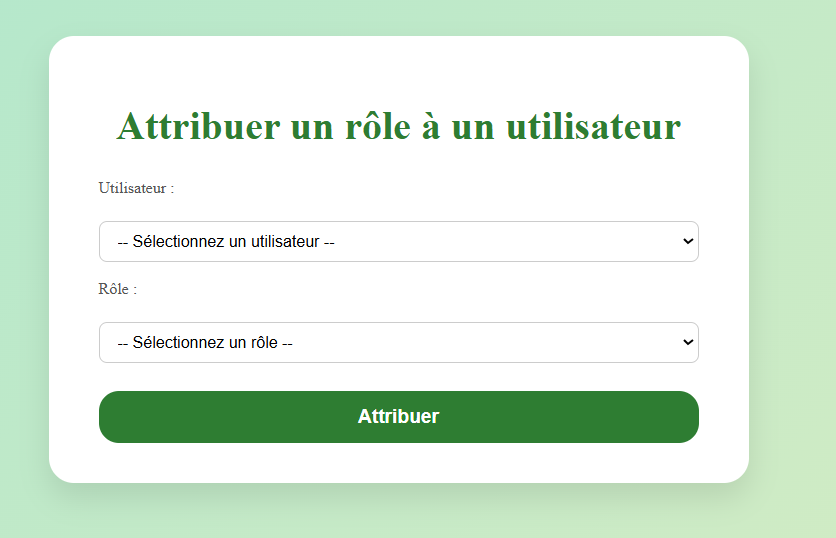 Attribuer un rôle à un utilisateur
Utilisateur :
-- Sélectionnez un utilisateur --
Rôle :
-- Sélectionnez un rôle --
Attribuer